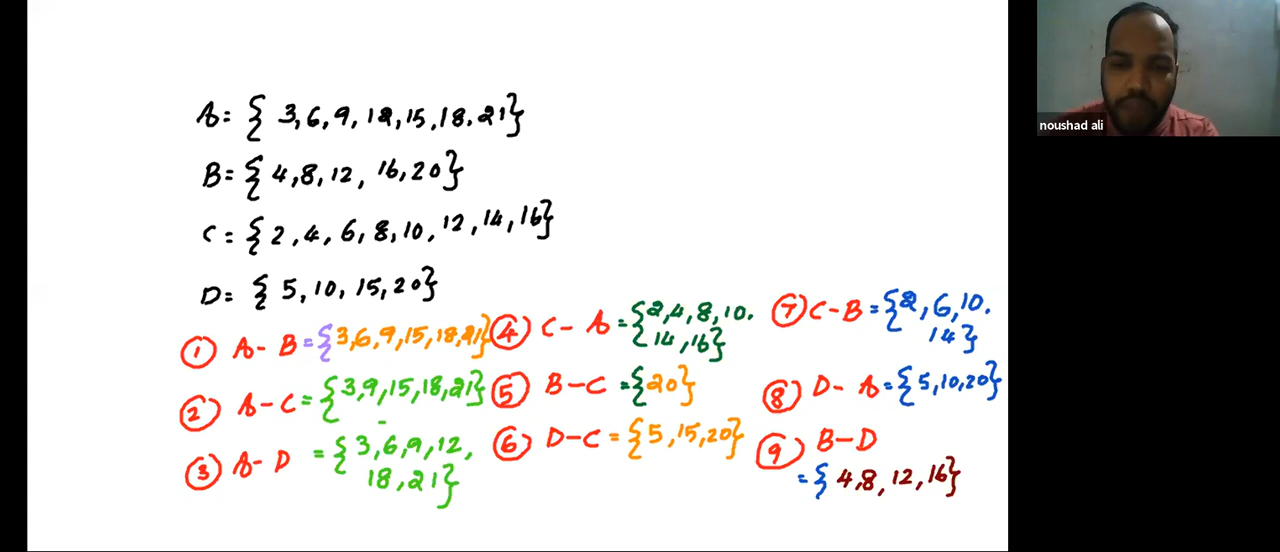 A = { 3, 6, 9, 12, 15, 18, 21}
B = { 4, 8, 12, 16, 20}
C = { 2, 4, 6, 8, 10, 12, 14, 16}
D = { 5, 10, 15, 20}
① A - B = {3, 6, 9, 15, 18, 21}
② A - C = {3, 9, 15, 18, 21}
③ A - D = { 3, 6, 9, 12,
18, 21}
④ C - A = {2, 4, 8, 10.
14, 16}
⑤ B - C = {20}
⑥ D - C = {5, 15, 20}
⑦ C - B = {2, 6, 10.
14}
⑧ D - A = {5, 10, 20}
⑨ B - D
= { 4, 8, 12, 16}
noushad ali